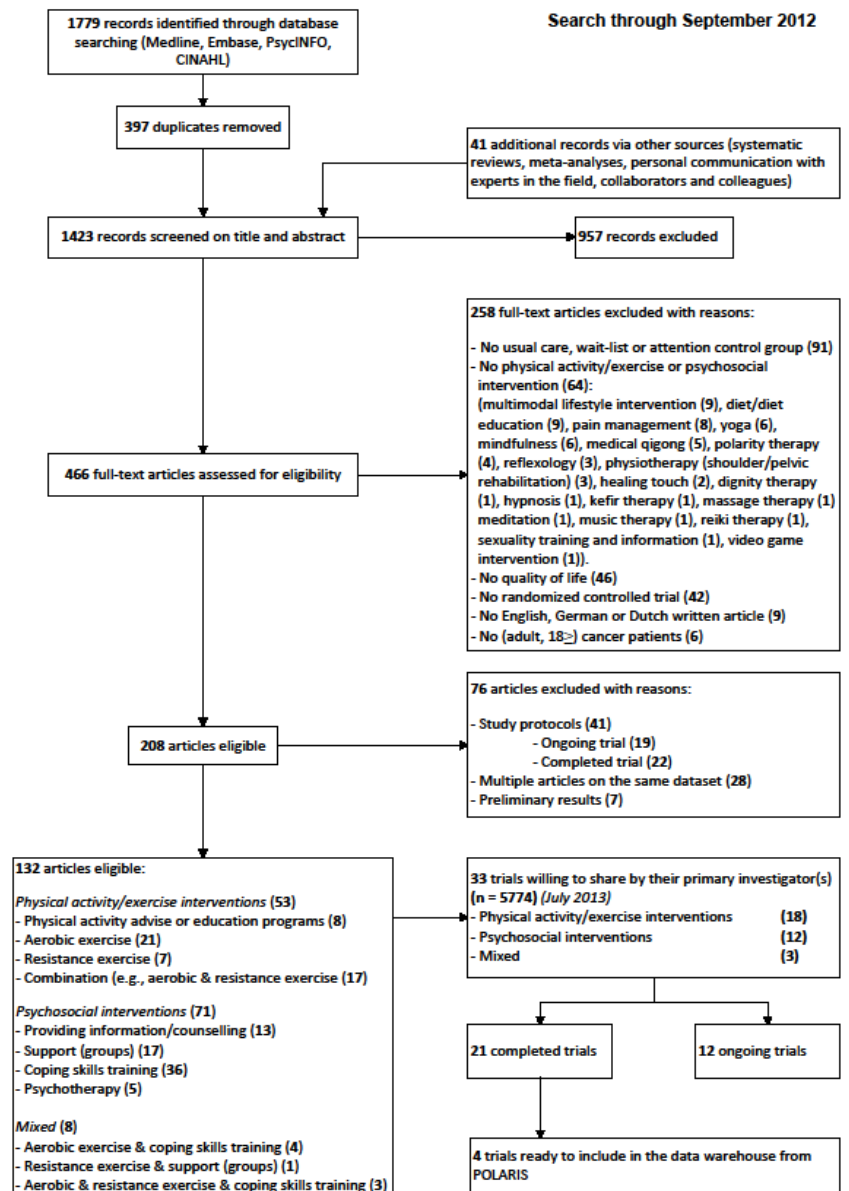 Search through September 2012
1779 records identified through database
searching (Medline, Embase, PsycINFO,
CINAHL)
397 duplicates removed
41 additional records via other sources (systematic
reviews, meta-analyses, personal communication with
experts in the field, collaborators and colleagues)
1423 records screened on title and abstract
957 records excluded
258 full-text articles excluded with reasons:
- No usual care, wait-list or attention control group (91)
- No physical activity/exercise or psychosocial
intervention (64):
(multimodal lifestyle intervention (9), diet/diet
education (9), pain management (8), yoga (6),
mindfulness (6), medical qigong (5), polarity therapy
(4), reflexology (3), physiotherapy (shoulder/pelvic
rehabilitation) (3), healing touch (2), dignity therapy
(1), hypnosis (1), kefir therapy (1), massage therapy (1)
meditation (1), music therapy (1), reiki therapy (1),
sexuality training and information (1), video game
intervention (1)).
- No quality of life (46)
- No randomized controlled trial (42)
- No English, German or Dutch written article (9)
- No (adult, 18≥) cancer patients (6)
466 full-text articles assessed for eligibility
76 articles excluded with reasons:
- Study protocols (41)
- Ongoing trial (19)
- Completed trial (22)
- Multiple articles on the same dataset (28)
- Preliminary results (7)
208 articles eligible
132 articles eligible:
Physical activity/exercise interventions (53)
- Physical activity advise or education programs (8)
- Aerobic exercise (21)
- Resistance exercise (7)
- Combination (e.g., aerobic & resistance exercise (17)
Psychosocial interventions (71)
- Providing information/counselling (13)
- Support (groups) (17)
- Coping skills training (36)
- Psychotherapy (5)
Mixed (8)
- Aerobic exercise & coping skills training (4)
- Resistance exercise & support (groups) (1)
- Aerobic & resistance exercise & coping skills training (3)
33 trials willing to share by their primary investigator(s)
(n = 5774) (July 2013)
- Physical activity/exercise interventions (18)
- Psychosocial interventions (12)
- Mixed (3)
21 completed trials
12 ongoing trials
4 trials ready to include in the data warehouse from
POLARIS